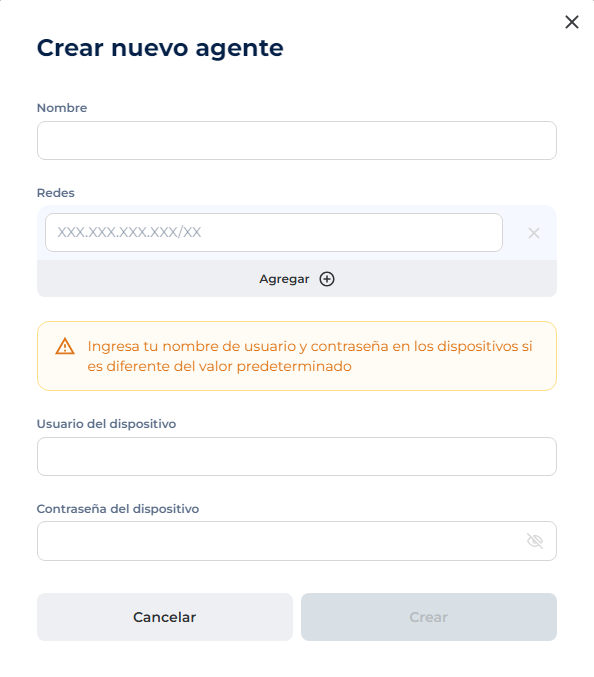 Crear nuevo agente
Nombre
Redes
XXX.XXX.XXX.XXX/XX
Agregar
Ingresa tu nombre de usuario y contraseña en los dispositivos si
es diferente del valor predeterminado
Usuario del dispositivo
Contraseña del dispositivo
Cancelar
Crear